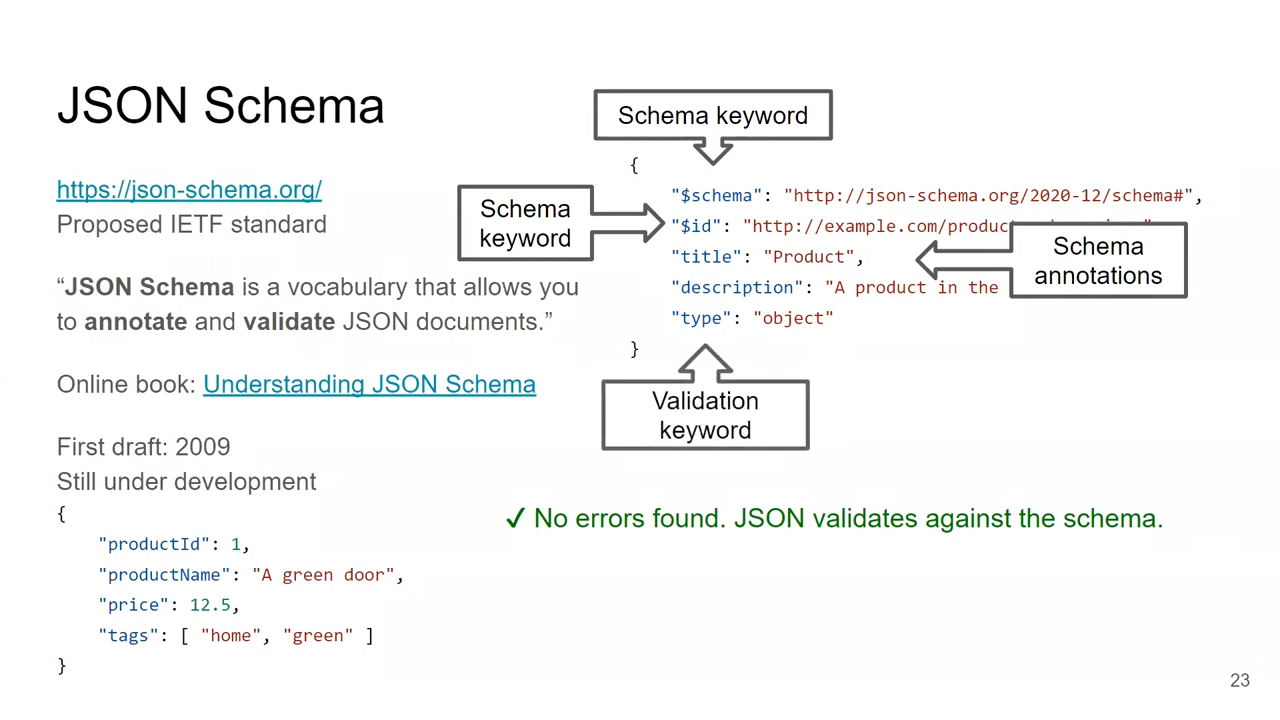 JSON Schema
https://json-schema.org/
Proposed IETF standard
“JSON Schema is a vocabulary that allows you
to annotate and validate JSON documents.”
Online book: Understanding JSON Schema
First draft: 2009
Still under development
{
"productId": 1,
"productName": "A green door",
"price": 12.5,
"tags": [ "home", "green" ]
}
Schema keyword
Schema
keyword
{
"$schema": "http://json-schema.org/2020-12/schema#",
"$id": "http://example.com/
"title": "Product",
"description": "A product in the
"type": "object"
}
Schema
annotations
Validation
keyword
✓ No errors found. JSON validates against the schema.
23